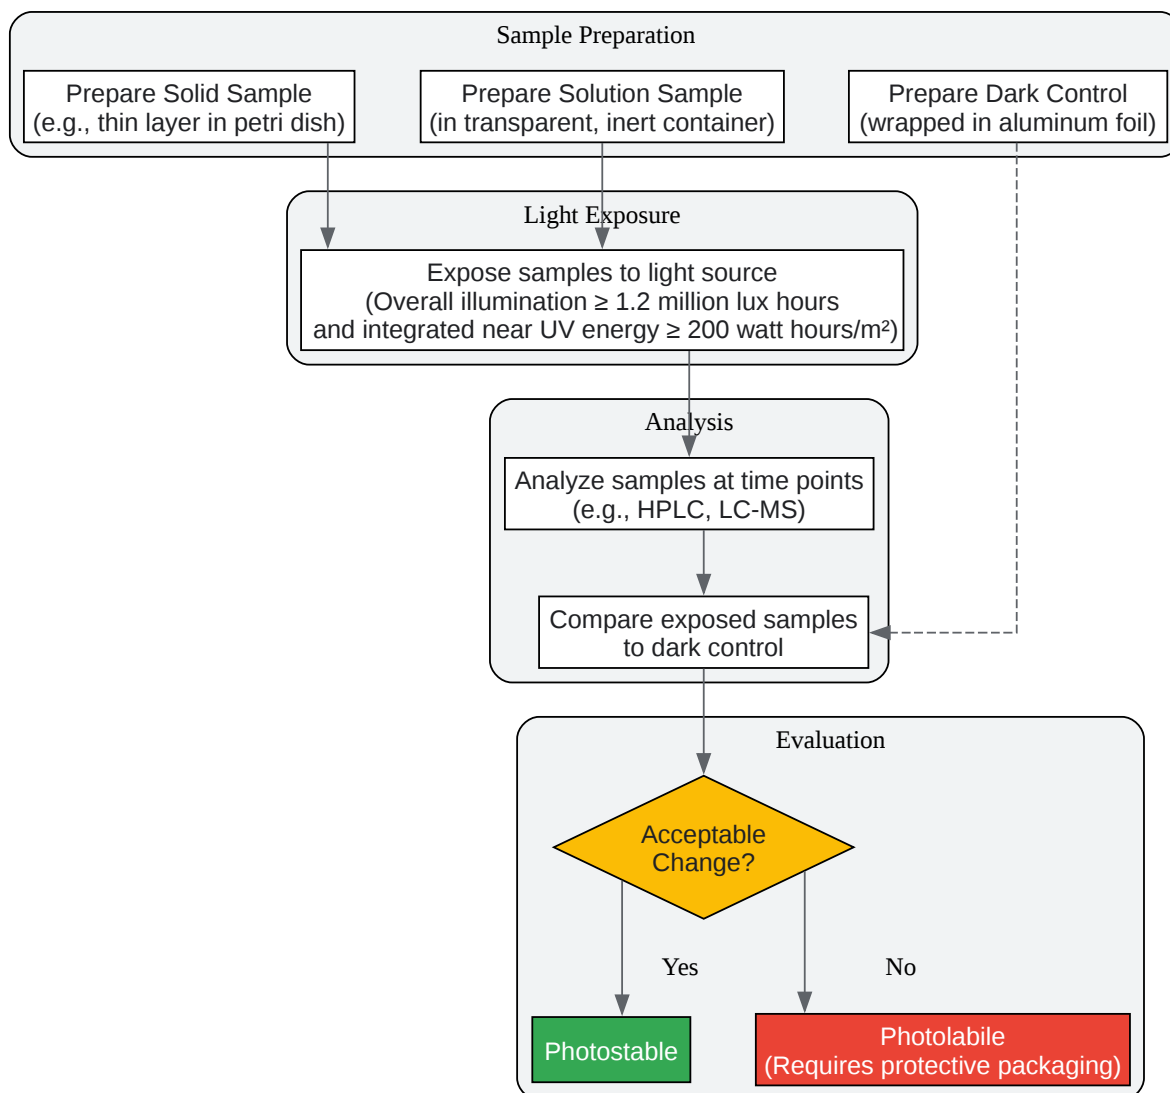 Sample Preparation
Prepare Solid Sample
(e.g., thin layer in petri dish)
Prepare Solution Sample
(in transparent, inert container)
Prepare Dark Control
(wrapped in aluminum foil)
Light Exposure
Expose samples to light source
(Overall illumination ≥ 1.2 million lux hours
and integrated near UV energy ≥ 200 watt hours/m²)
Analysis
Analyze samples at time points
(e.g., HPLC, LC-MS)
Compare exposed samples
to dark control
Evaluation
Acceptable
Change?
Yes
No
Photostable
Photolabile
(Requires protective packaging)